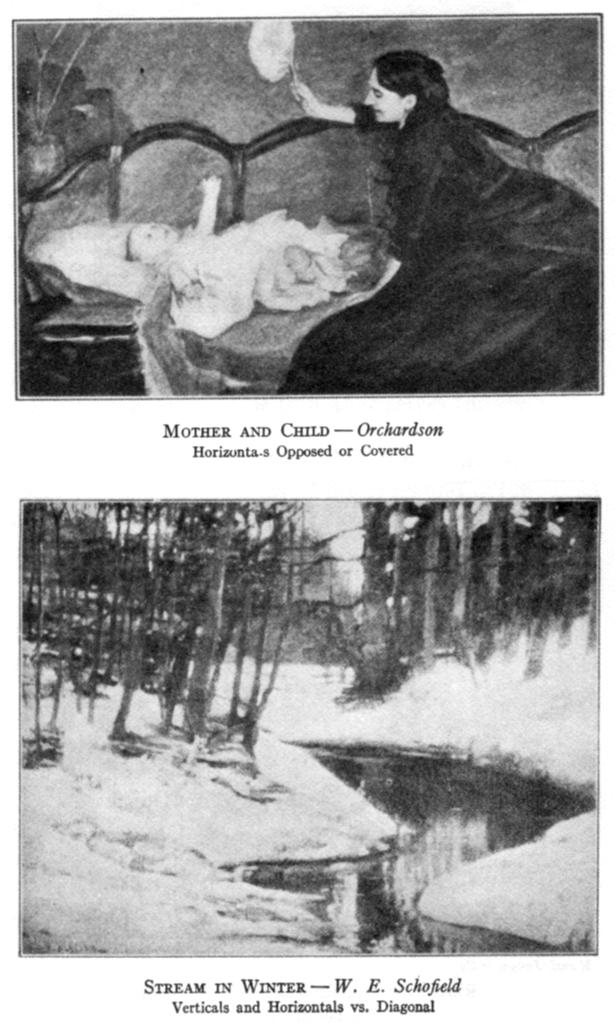 MOTHER AND CHILD — Orchardson
Horizonta-s Opposed or Covered
STREAM IN WINTER — W. E. Schofield
Verticals and Horizontals vs. Diagonal